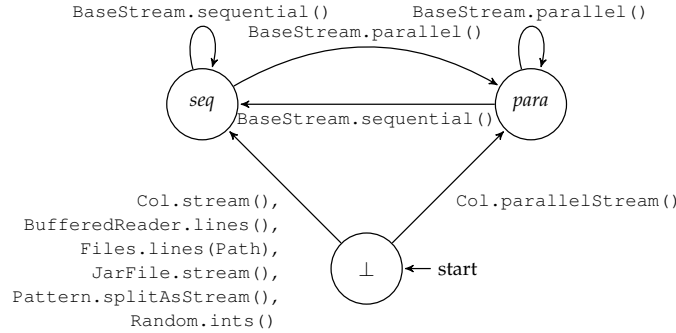 BaseStream.sequential()
BaseStream.parallel()
BaseStream.parallel()
seq
para
BaseStream.sequential()
Col.stream(),
BufferedReader.lines(),
Files.lines(Path),
JarFile.stream(),
Pattern.splitAsStream(),
Random.ints()
Col.parallelStream()
⊥
start